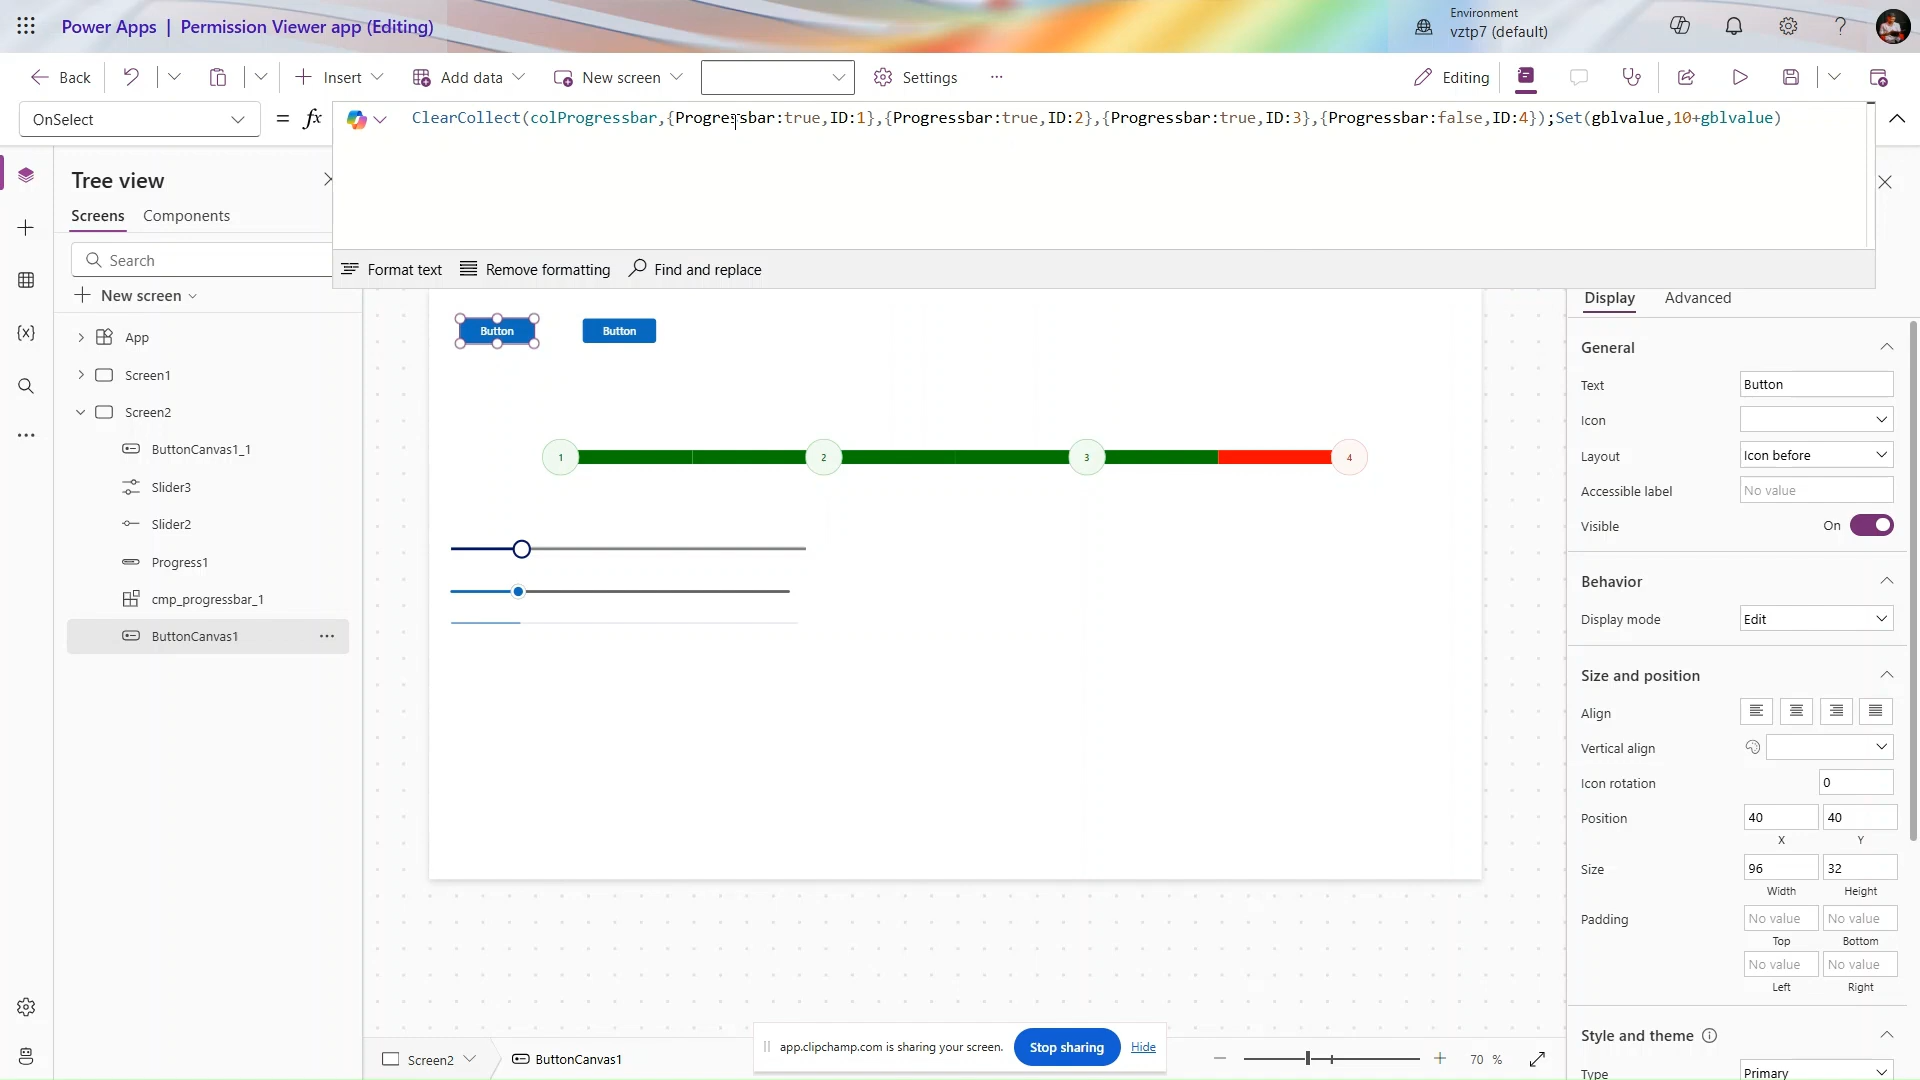 Power Apps | Permission Viewer app (Editing)
Environment
vztp7 (default)
Back
Insert
Add data
New screen
Settings
Editing
OnSelect
= fx
ClearCollect(colProgressbar,{Progressbar:true,ID:1},{Progressbar:true,ID:2},{Progressbar:true,ID:3},{Progressbar:false,ID:4});Set(gblvalue,10+gblvalue)
Format text
Remove formatting
Find and replace
Tree view
Screens
Components
Search
New screen
App
Screen1
Screen2
ButtonCanvas1_1
Slider3
Slider2
Progress1
cmp_progressbar_1
ButtonCanvas1
Button
Button
1
2
3
4
Display
Advanced
General
Text
Button
Icon
Layout
Icon before
Accessible label
No value
Visible
On
Behavior
Display mode
Edit
Size and position
Align
Vertical align
Icon rotation
0
Position
40
40
X
Y
Size
96
32
Width
Height
Padding
No value
No value
Top
Bottom
No value
No value
Left
Right
Style and theme
Type
Primary
Screen2
ButtonCanvas1
app.clipchamp.com is sharing your screen.
Stop sharing
Hide
70 %